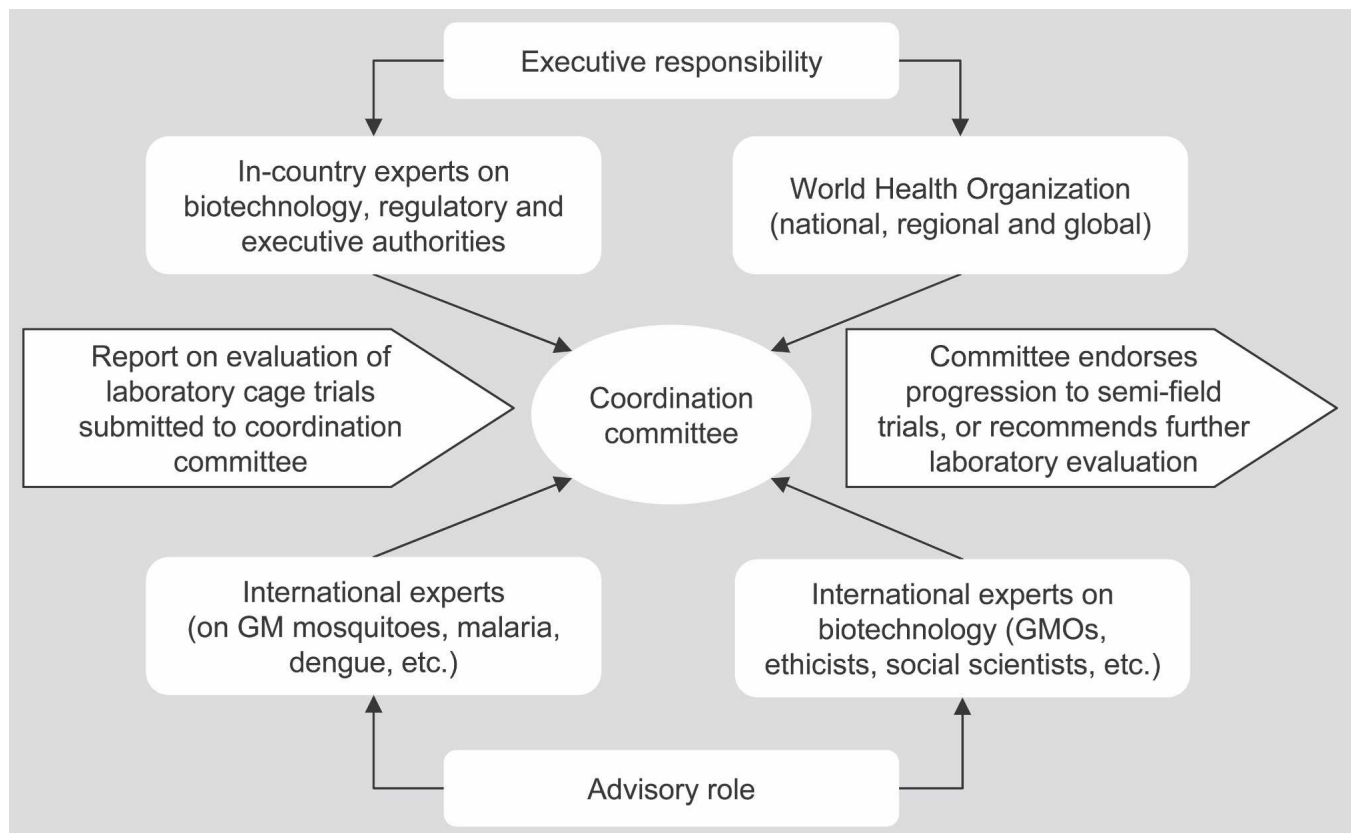 Executive responsibility
In-country experts on
biotechnology, regulatory and
executive authorities
World Health Organization
(national, regional and global)
Report on evaluation of
laboratory cage trials
submitted to coordination
committee
Coordination
committee
Committee endorses
progression to semi-field
trials, or recommends further
laboratory evaluation
International experts
(on GM mosquitoes, malaria,
dengue, etc.)
International experts on
biotechnology (GMOs,
ethicists, social scientists, etc.)
Advisory role